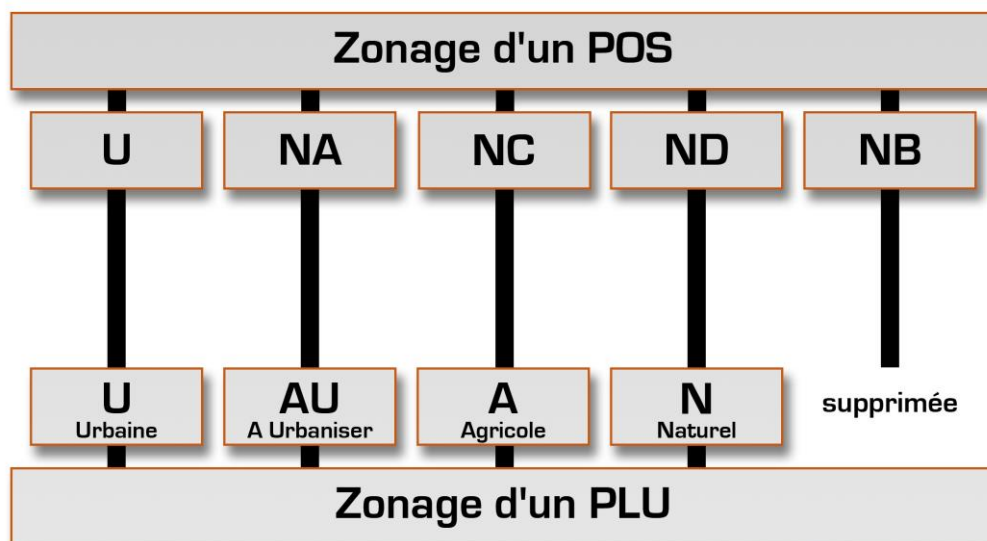 Zonage d'un POS
U NA NC ND NB
U AU A N
Urbaine A Urbaniser Agricole Naturel supprimée
Zonage d'un PLU